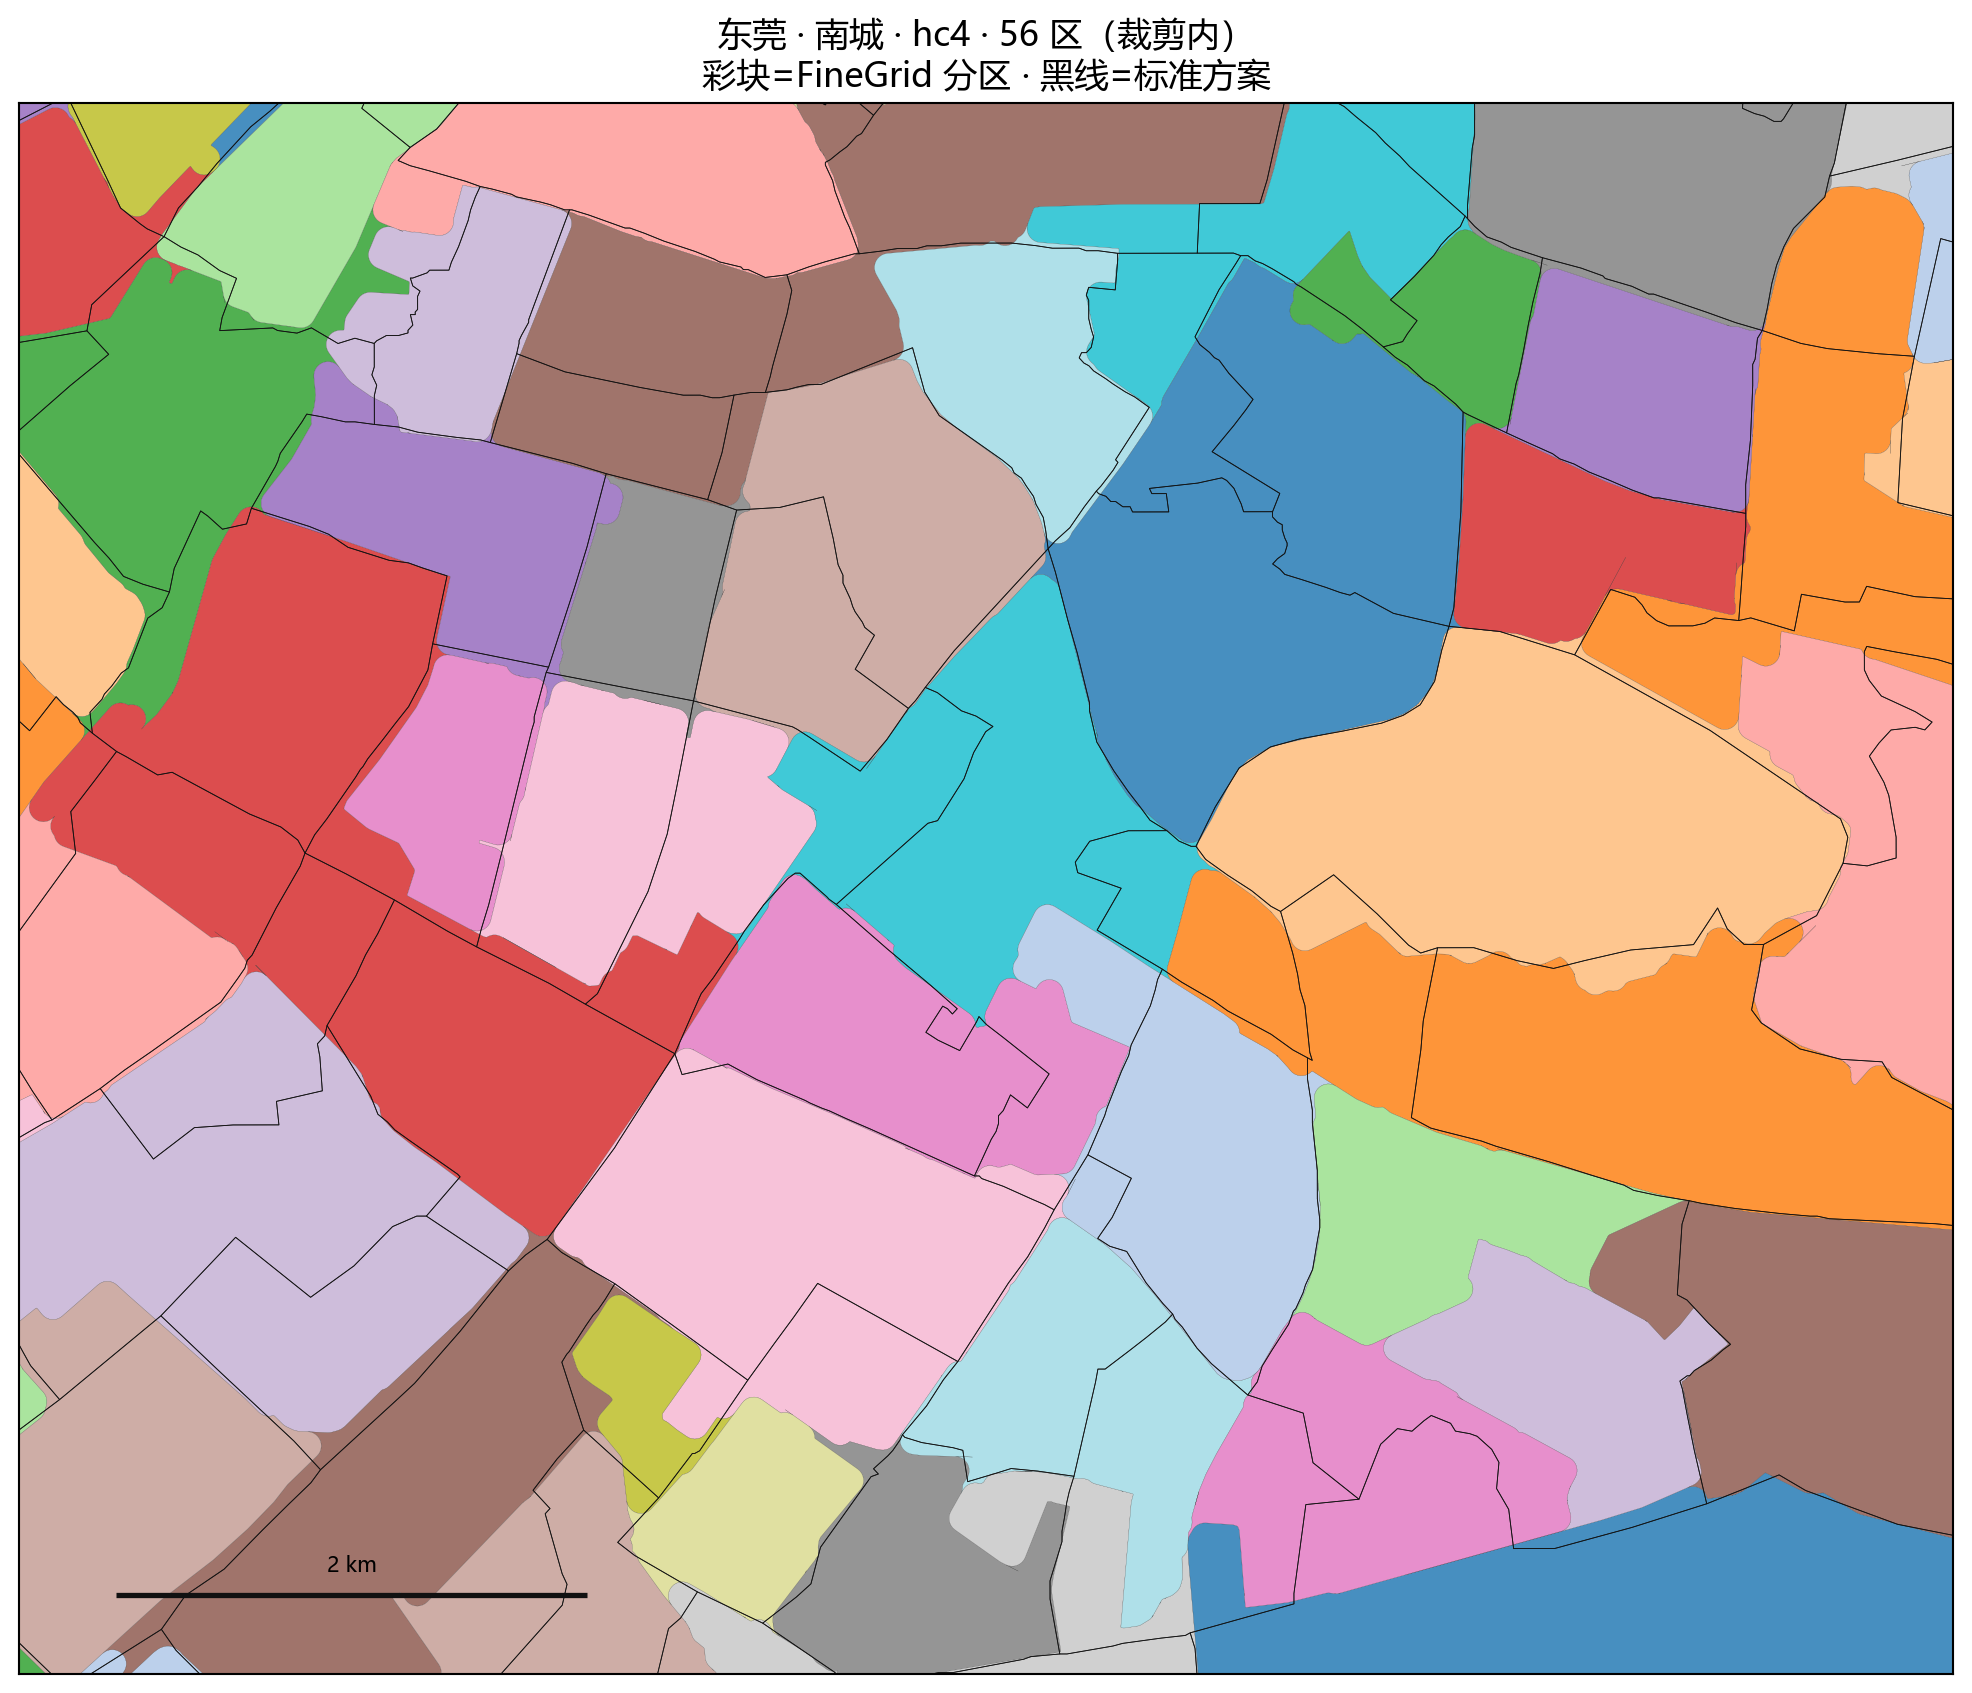 东莞 · 南城 · hc4 · 56 区（裁剪内）
彩块=FineGrid 分区 · 黑线=标准方案
2 km